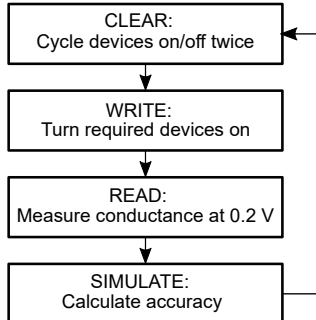 CLEAR:
Cycle devices on/off twice
WRITE:
Turn required devices on
READ:
Measure conductance at 0.2 V
SIMULATE:
Calculate accuracy